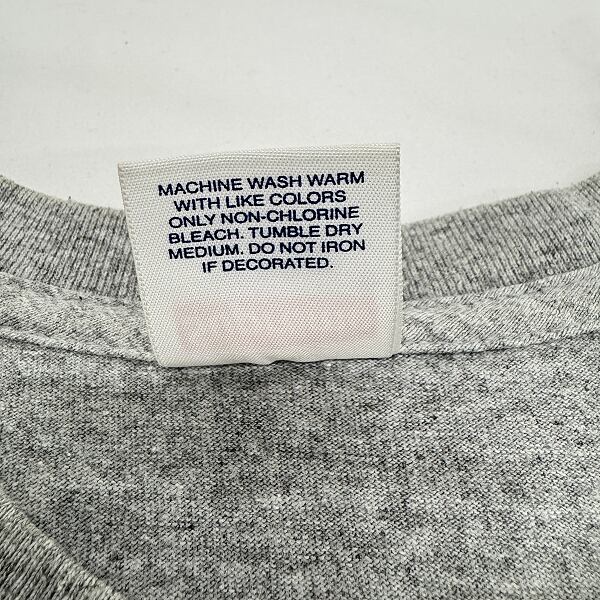 MACHINE WASH WARM
WITH LIKE COLORS
ONLY NON-CHLORINE
BLEACH. TUMBLE DRY
MEDIUM. DO NOT IRON
IF DECORATED.